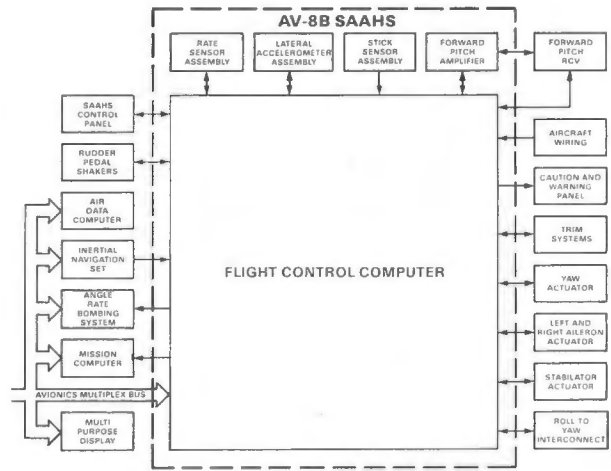 AV-8B SAAHS
RATE
SENSOR
ASSEMBLY
LATERAL
ACCELEROMETER
ASSEMBLY
STICK
SENSOR
ASSEMBLY
FORWARD
PITCH
AMPLIFIER
FORWARD
PITCH
RCV
SAAHS
CONTROL
PANEL
RUDDER
PEDAL
SHAKERS
AIR
DATA
COMPUTER
INERTIAL
NAVIGATION
SET
ANGLE
RATE
BOMBING
SYSTEM
MISSION
COMPUTER
AVIONICS MULTIPLEX BUS
MULTI
PURPOSE
DISPLAY
FLIGHT CONTROL COMPUTER
AIRCRAFT
WIRING
CAUTION AND
WARNING
PANEL
TRIM
SYSTEMS
YAW
ACTUATOR
LEFT AND
RIGHT AILERON
ACTUATOR
STABILATOR
ACTUATOR
ROLL TO
YAW
INTERCONNECT